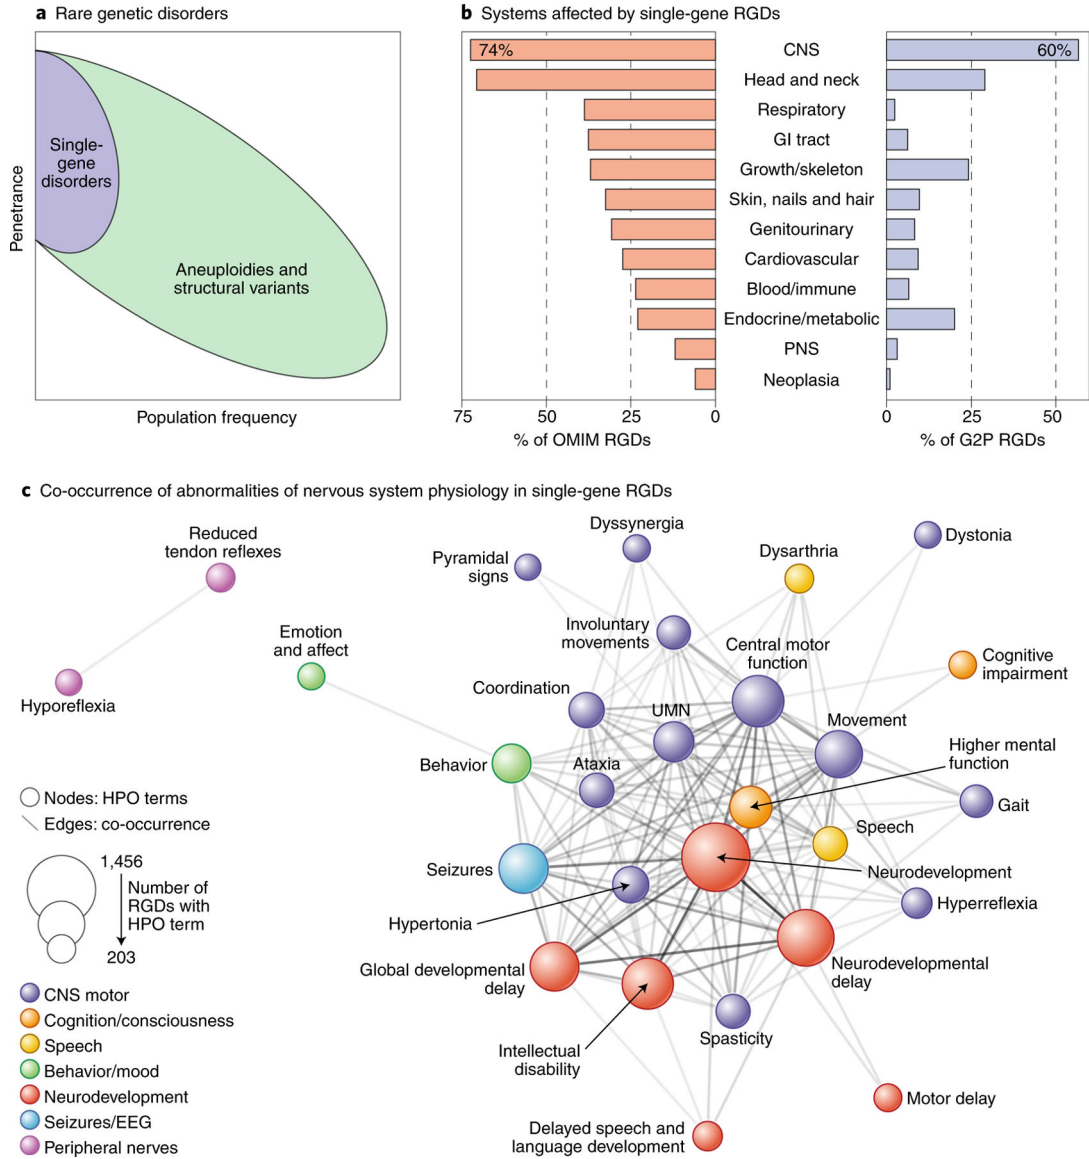 a Rare genetic disorders
Penetrance
Single-
gene
disorders
Aneuploidies and
structural variants
Population frequency
b Systems affected by single-gene RGDs
74%
CNS
60%
Head and neck
Respiratory
GI tract
Growth/skeleton
Skin, nails and hair
Genitourinary
Cardiovascular
Blood/immune
Endocrine/metabolic
PNS
Neoplasia
75 50 25 0
0 25 50
% of OMIM RGDs
% of G2P RGDs
c Co-occurrence of abnormalities of nervous system physiology in single-gene RGDs
Reduced
tendon reflexes
Hyporeflexia
Emotion
and affect
Pyramidal
signs
Dyssynergia
Dysarthria
Dystonia
Involuntary
movements
Central motor
function
Cognitive
impairment
Coordination
UMN
Movement
Behavior
Ataxia
Higher mental
function
Gait
Seizures
Speech
Neurodevelopment
Hypertonia
Hyperreflexia
Global developmental
delay
Neurodevelopmental
delay
Intellectual
disability
Spasticity
Motor delay
Delayed speech and
language development
Nodes: HPO terms
Edges: co-occurrence
1,456
Number of
RGDs with
HPO term
203
CNS motor
Cognition/consciousness
Speech
Behavior/mood
Neurodevelopment
Seizures/EEG
Peripheral nerves